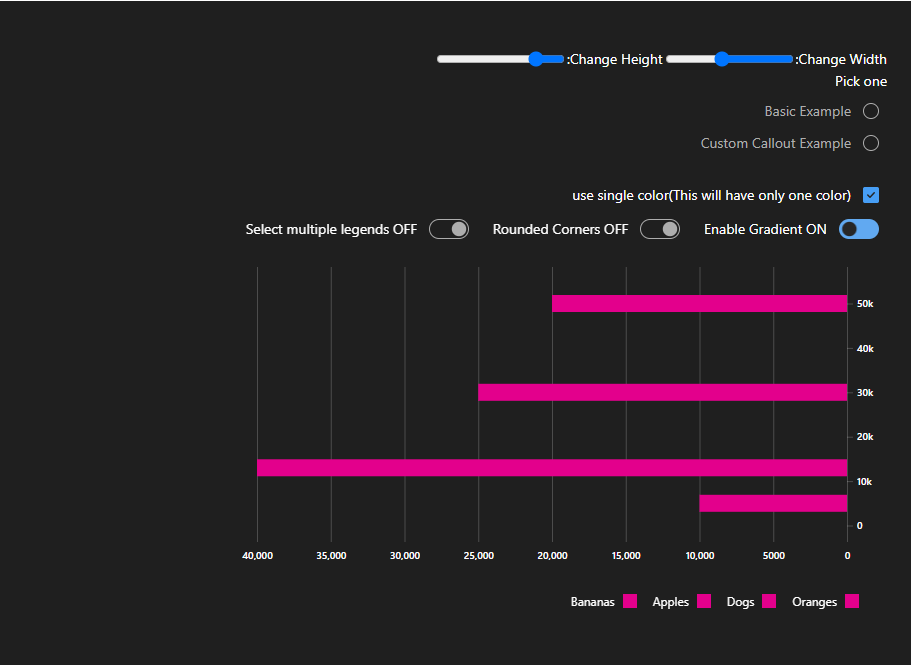 :Change Height :Change Width
Pick one
Basic Example
Custom Callout Example
use single color(This will have only one color)
Select multiple legends OFF Rounded Corners OFF Enable Gradient ON
50k
40k
30k
20k
10k
0
40,000 35,000 30,000 25,000 20,000 15,000 10,000 5000 0
Bananas Apples Dogs Oranges